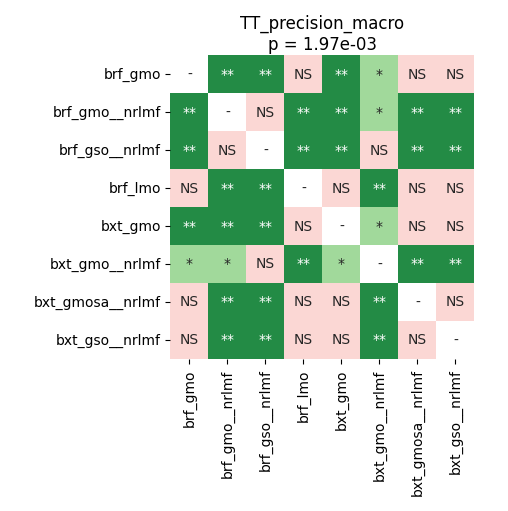 TT_precision_macro
p = 1.97e-03
brf_gmo - ** ** NS ** * NS NS
brf_gmo__nrlmf ** - NS ** ** * ** **
brf_gso__nrlmf ** NS - ** ** NS ** **
brf_lmo NS ** ** - NS ** NS NS
bxt_gmo ** ** ** NS - * NS NS
bxt_gmo__nrlmf * * NS ** * - ** **
bxt_gmosa__nrlmf NS ** ** NS NS ** - NS
bxt_gso__nrlmf NS ** ** NS NS ** NS -
brf_gmo
brf_gmo__nrlmf
brf_gso__nrlmf
brf_lmo
bxt_gmo
bxt_gmo__nrlmf
bxt_gmosa__nrlmf
bxt_gso__nrlmf